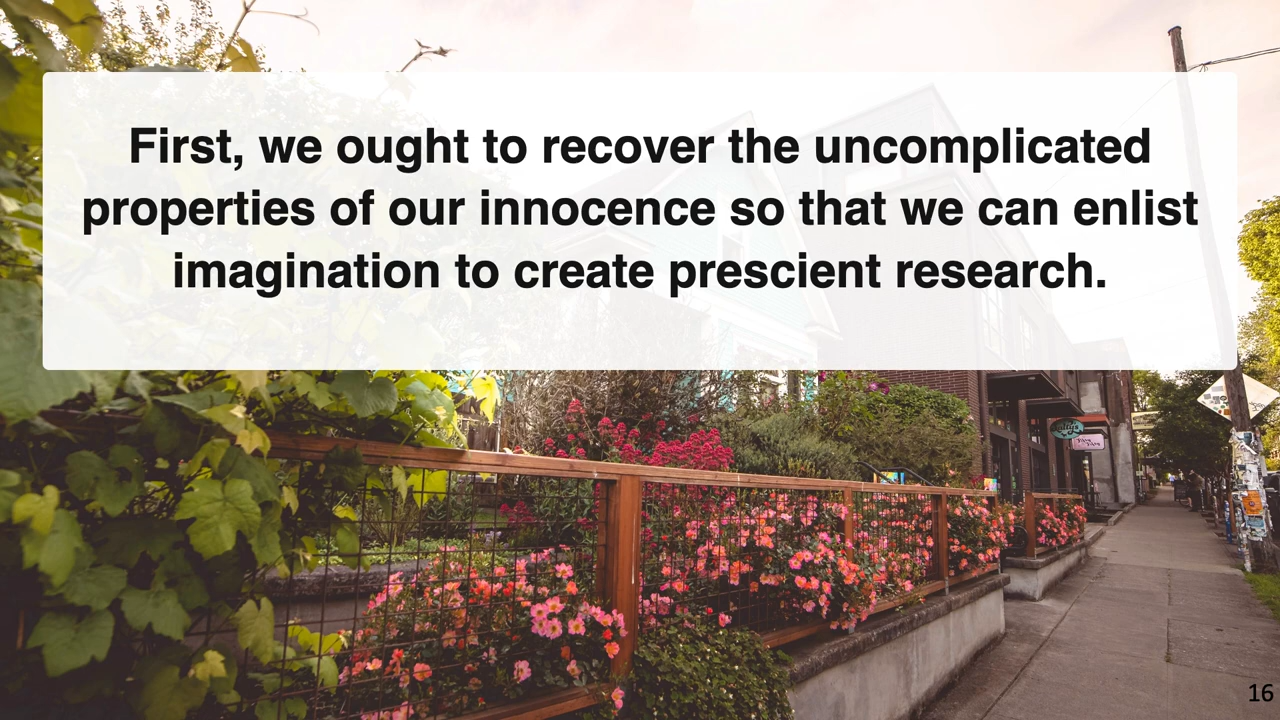 First, we ought to recover the uncomplicated
properties of our innocence so that we can enlist
imagination to create prescient research.
16